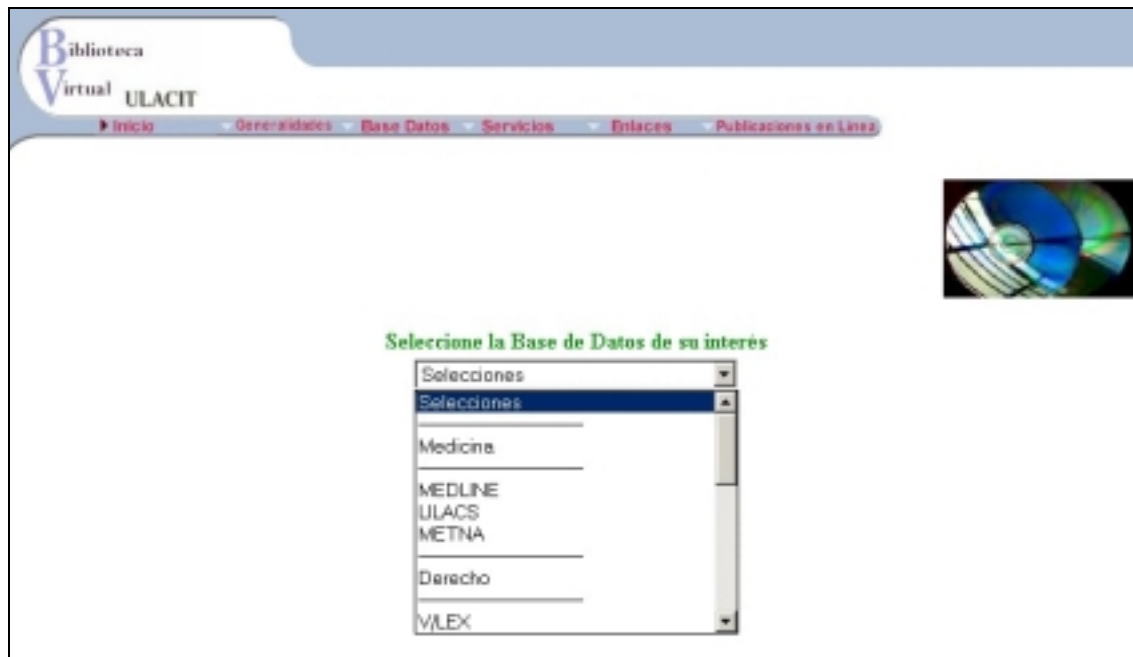 Biblioteca
Virtual ULACIT
Inicio Generalidades Base Datos Servicios Enlaces Publicaciones en Linea
Seleccione la Base de Datos de su interés
Selecciones
Selecciones
Medicina
MEDLINE
LILACS
METNA
Derecho
V/LEX